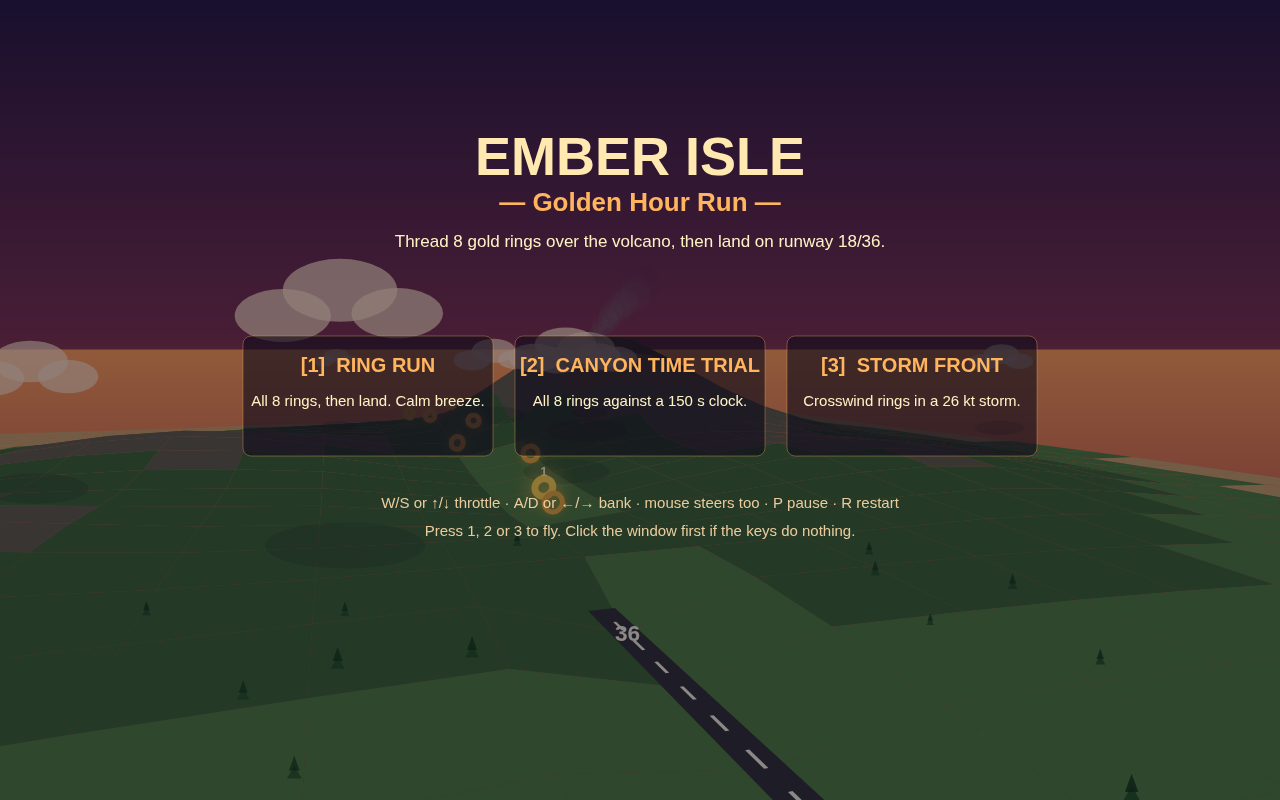 EMBER ISLE
— Golden Hour Run —
Thread 8 gold rings over the volcano, then land on runway 18/36.
[1] RING RUN
All 8 rings, then land. Calm breeze.
[2] CANYON TIME TRIAL
All 8 rings against a 150 s clock.
[3] STORM FRONT
Crosswind rings in a 26 kt storm.
1
W/S or ↑/↓ throttle · A/D or ←/→ bank · mouse steers too · P pause · R restart
Press 1, 2 or 3 to fly. Click the window first if the keys do nothing.
36